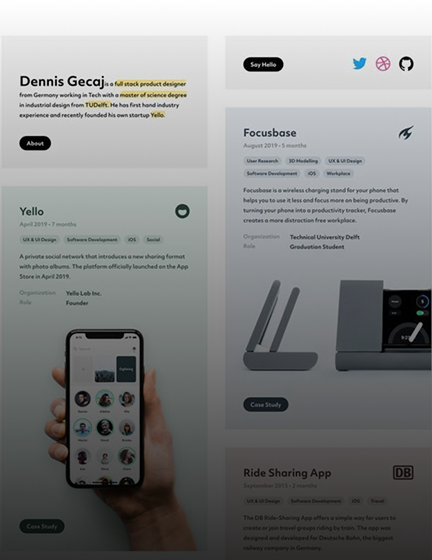 Dennis Gecaj is a full stack product designer
from Germany working in Tech with a master of science degree
in industrial design from TUDelft. He has first hand industry
experience and recently founded his own startup Yello.
About
Yello
April 2019 • 7 months
UX & UI Design Software Development iOS Social
A private social network that introduces a new sharing format
with photo albums. The platform officially launched on the App
Store in April 2019.
Organization Yello Lab Inc.
Role Founder
Case Study
Say Hello
Focusbase
August 2019 • 5 months
User Research 3D Modelling UX & UI Design
Software Development iOS Workplace
Focusbase is a wireless charging stand for your phone that
helps you to use it less and focus more on being productive. By
turning your phone into a productivity tracker, Focusbase
creates a more distraction free workplace.
Organization Technical University Delft
Role Graduation Student
Case Study
Ride Sharing App
DB
September 2015 • 2 months
UX & UI Design Software Development iOS Travel
The DB Ride-Sharing App offers a simple way for users to
create or join travel groups riding by train. The app was
designed and developed for Deutsche Bahn, the biggest
railway company in Germany.